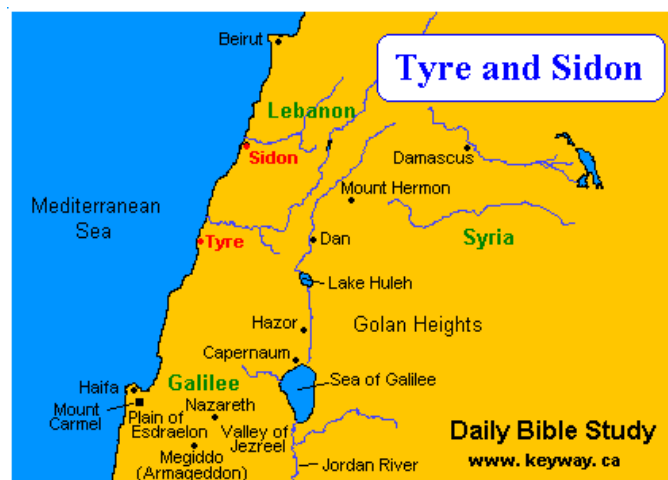 Beirut
Tyre and Sidon
Lebanon
Sidon
Damascus
Mount Hermon
Mediterranean
Sea
Tyre
Dan
Syria
Lake Huleh
Hazor
Golan Heights
Capernaum
Haifa
Galilee
Sea of Galilee
Mount
Carmel
Plain of
Esdraelon
Nazareth
Valley of
Jezreel
Megiddo
(Armageddon)
Jordan River
Daily Bible Study
www.keyway.ca